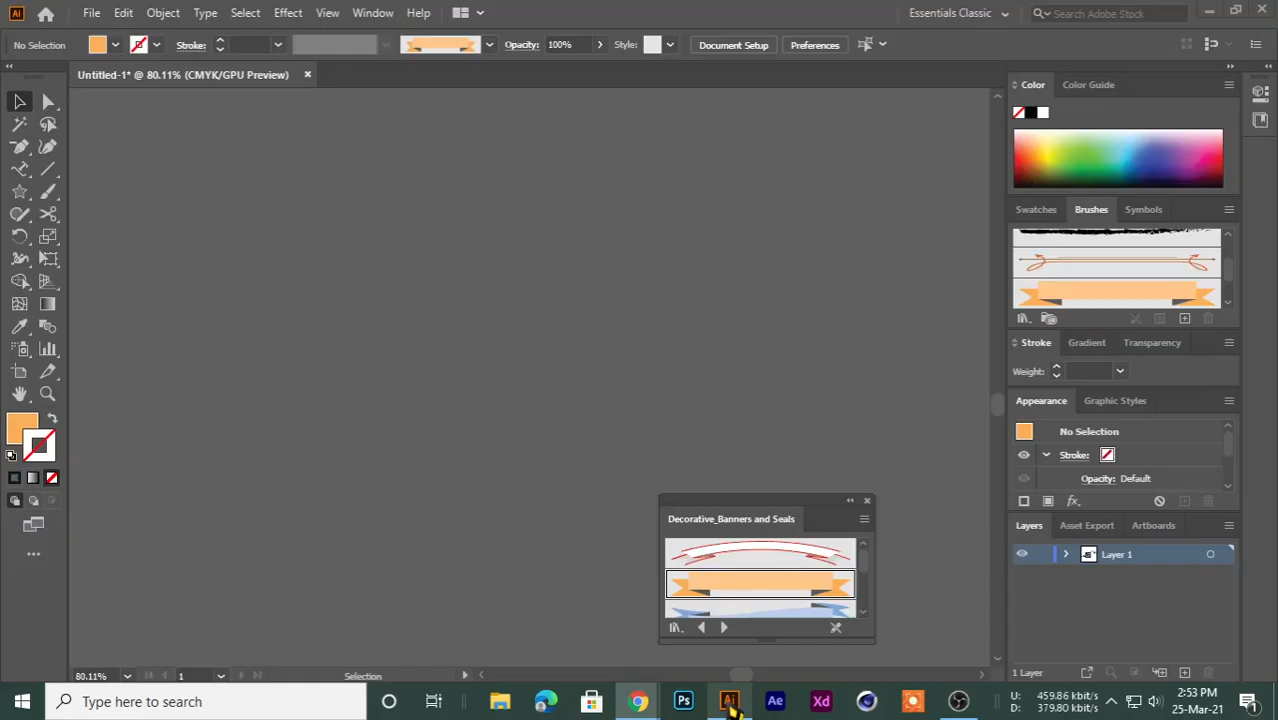 Ai File Edit Object Type Select Effect View Window Help Essentials Classic Search Adobe Stock
No Selection Stroke: Opacity: 100% Style: Document Setup Preferences
Untitled-1* @ 80.11% (CMYK/GPU Preview)
Color Color Guide
Swatches Brushes Symbols
Stroke Gradient Transparency
Weight:
Appearance Graphic Styles
No Selection
Stroke:
Opacity: Default
fx
Decorative_Banners and Seals
Layers Asset Export Artboards
Layer 1
80.11% 1 Selection 1 Layer
Type here to search Ps Ai Ae Xd U: 459.86 kbit/s D: 379.80 kbit/s 2:53 PM 25-Mar-21 1